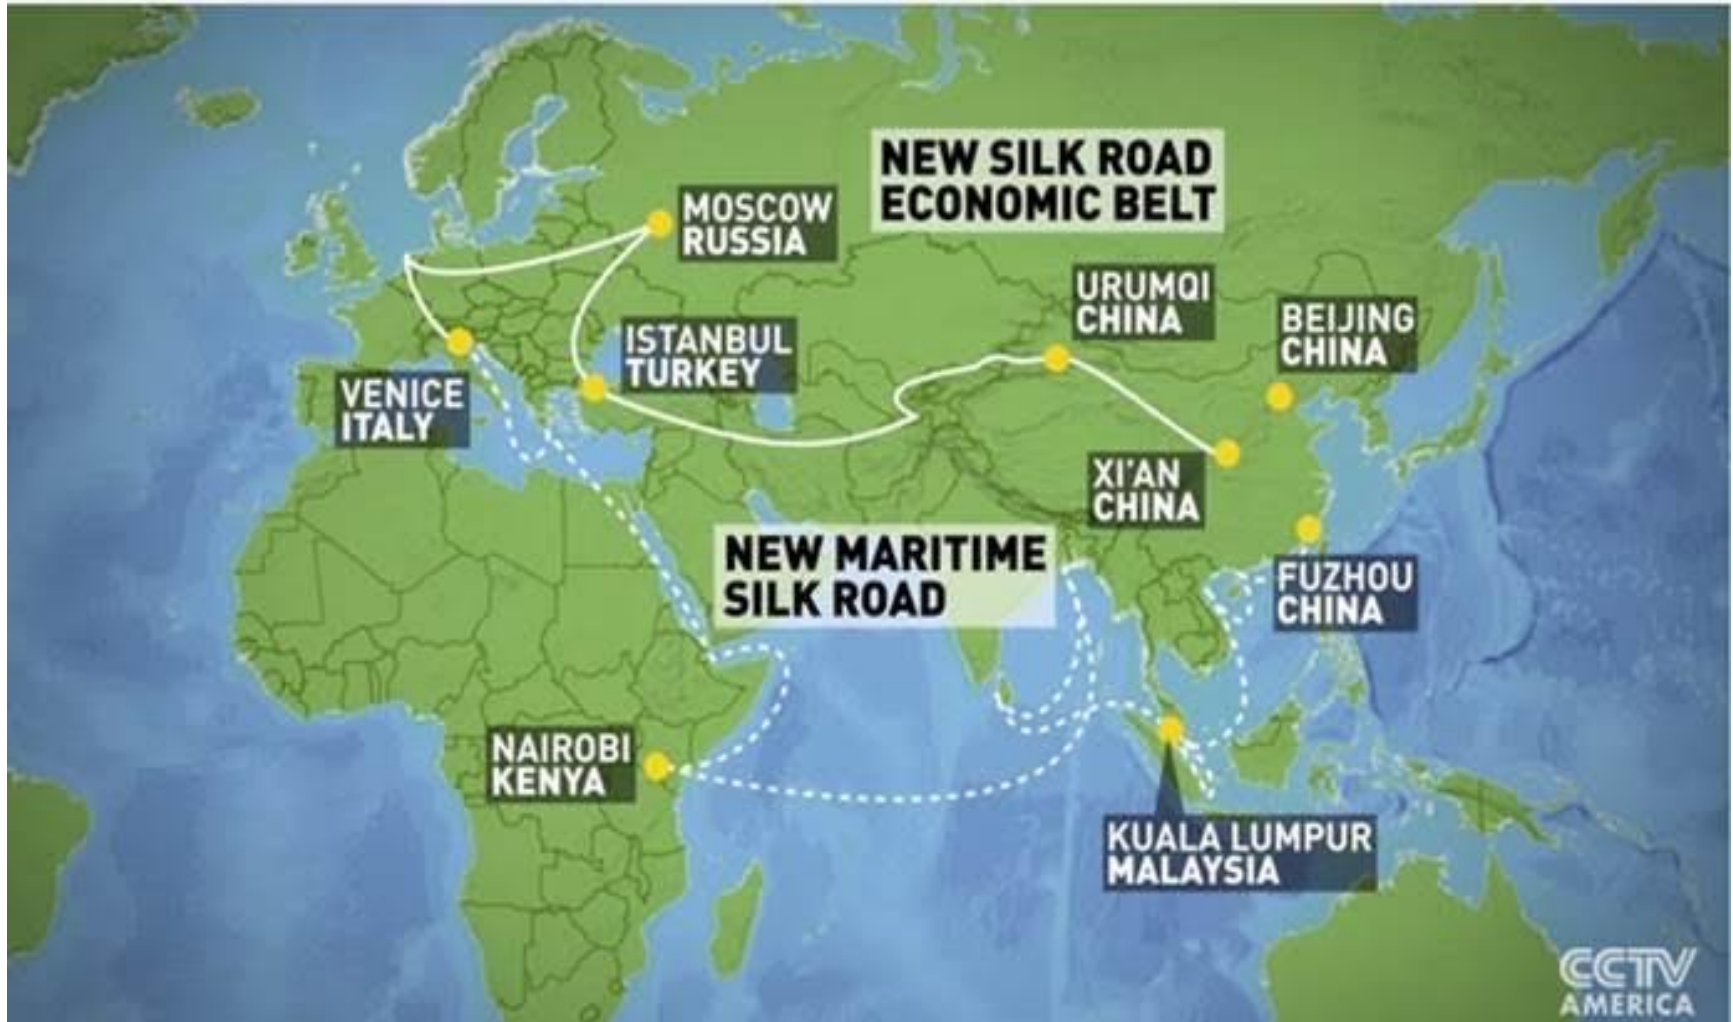 NEW SILK ROAD
ECONOMIC BELT
MOSCOW
RUSSIA
URUMQI
CHINA
BEIJING
CHINA
ISTANBUL
TURKEY
VENICE
ITALY
XI'AN
CHINA
NEW MARITIME
SILK ROAD
FUZHOU
CHINA
NAIROBI
KENYA
KUALA LUMPUR
MALAYSIA
CCTV
AMERICA